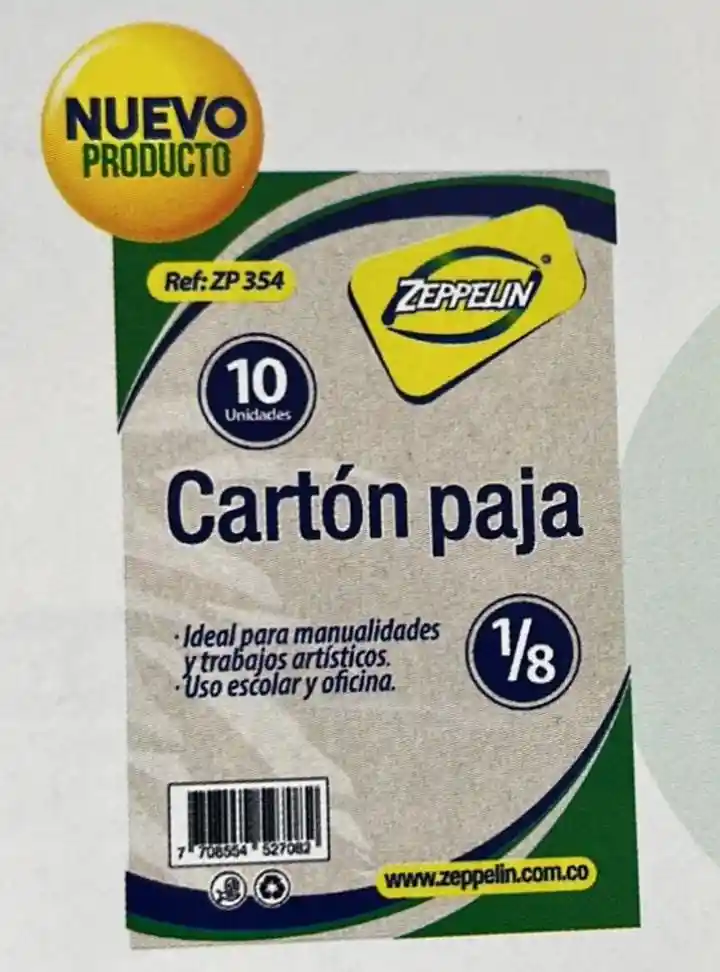 NUEVO
PRODUCTO
Ref: ZP 354
ZEPPELIN®
10
Unidades
Cartón paja
· Ideal para manualidades
y trabajos artísticos.
· Uso escolar y oficina.
1/8
7 708554 527082
www.zeppelin.com.co